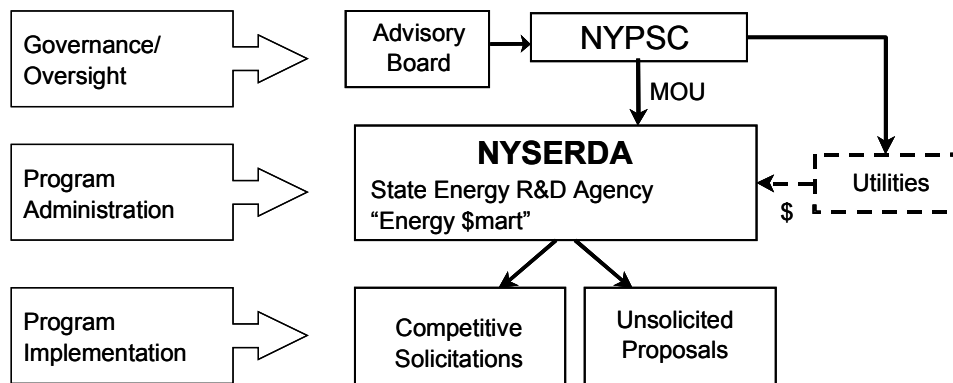 Governance/
Oversight
Advisory
Board
NYPSC
MOU
Program
Administration
NYSERDA
State Energy R&D Agency
“Energy $mart”
Utilities
$
Program
Implementation
Competitive
Solicitations
Unsolicited
Proposals